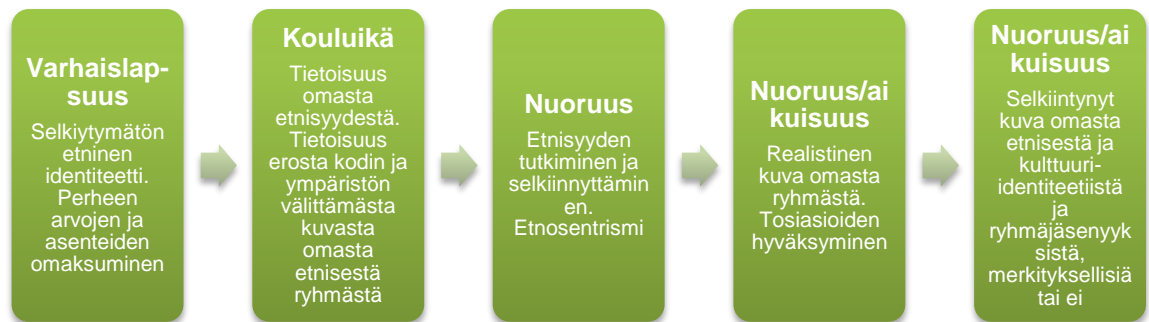 Varhaislap-
suus
Selkiytymätön
etninen
identiteetti.
Perheen
arvojen ja
asenteiden
omaksuminen
Kouluikä
Tietoisuus
omasta
etnisyydestä.
Tietoisuus
erosta kodin ja
ympäristön
välittämästä
kuvasta
omasta
etnisestä
ryhmästä
Nuoruus
Etnisyyden
tutkiminen ja
selkiinnyttämin
en.
Etnosentrismi
Nuoruus/ai
kuisuus
Realistinen
kuva omasta
ryhmästä.
Tosiasioiden
hyväksyminen
Nuoruus/ai
kuisuus
Selkiintynyt
kuva omasta
etnisestä ja
kulttuuri-
identiteetiistä
ja
ryhmäjäsenyyk
sistä,
merkityksellisiä
tai ei